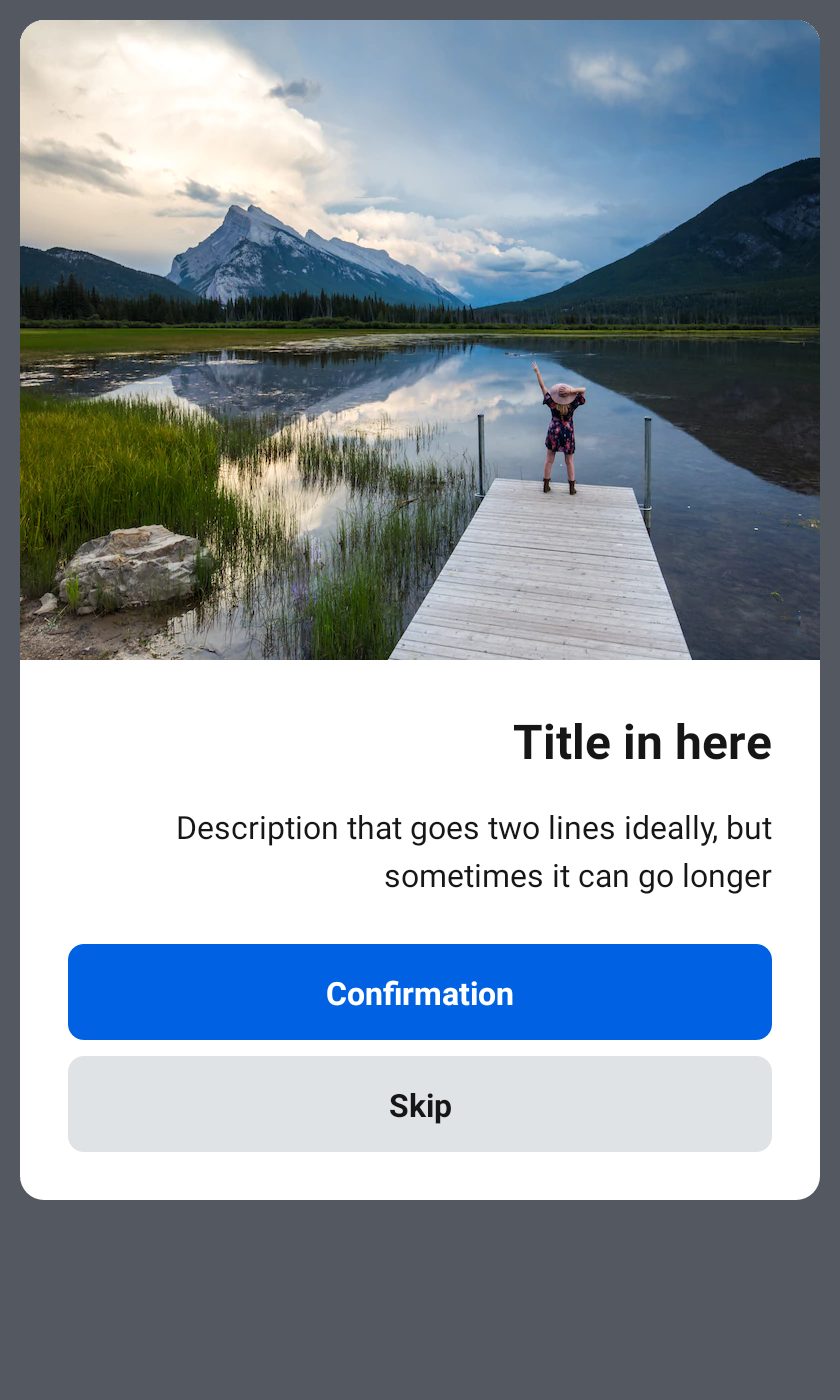 Title in here
Description that goes two lines ideally, but
sometimes it can go longer
Confirmation
Skip